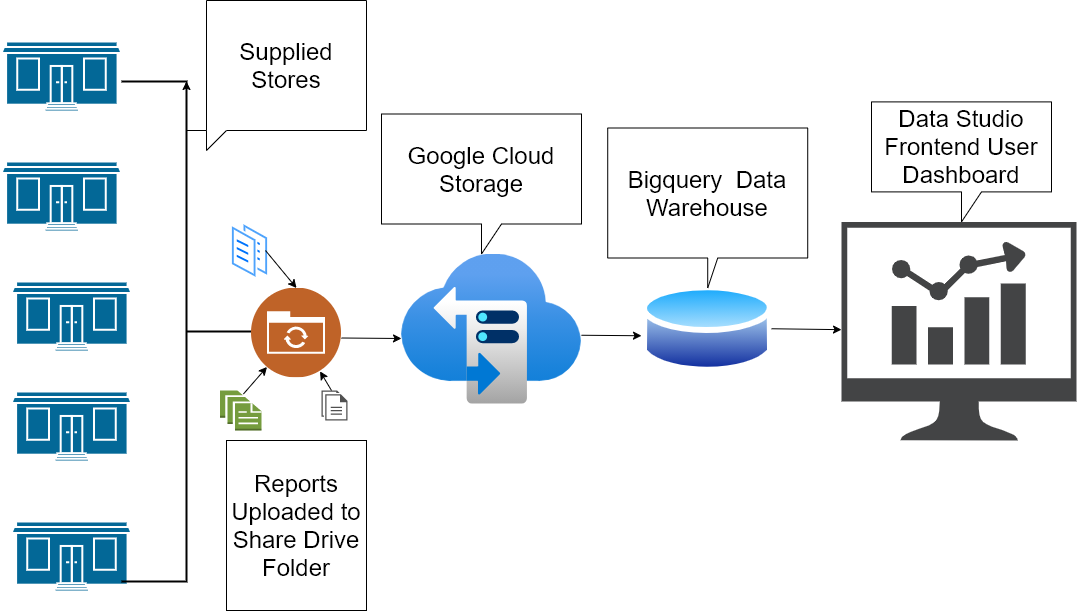 Supplied
Stores
Google Cloud
Storage
Bigquery  Data
Warehouse
Data Studio
Frontend User
Dashboard
Reports
Uploaded to
Share Drive
Folder